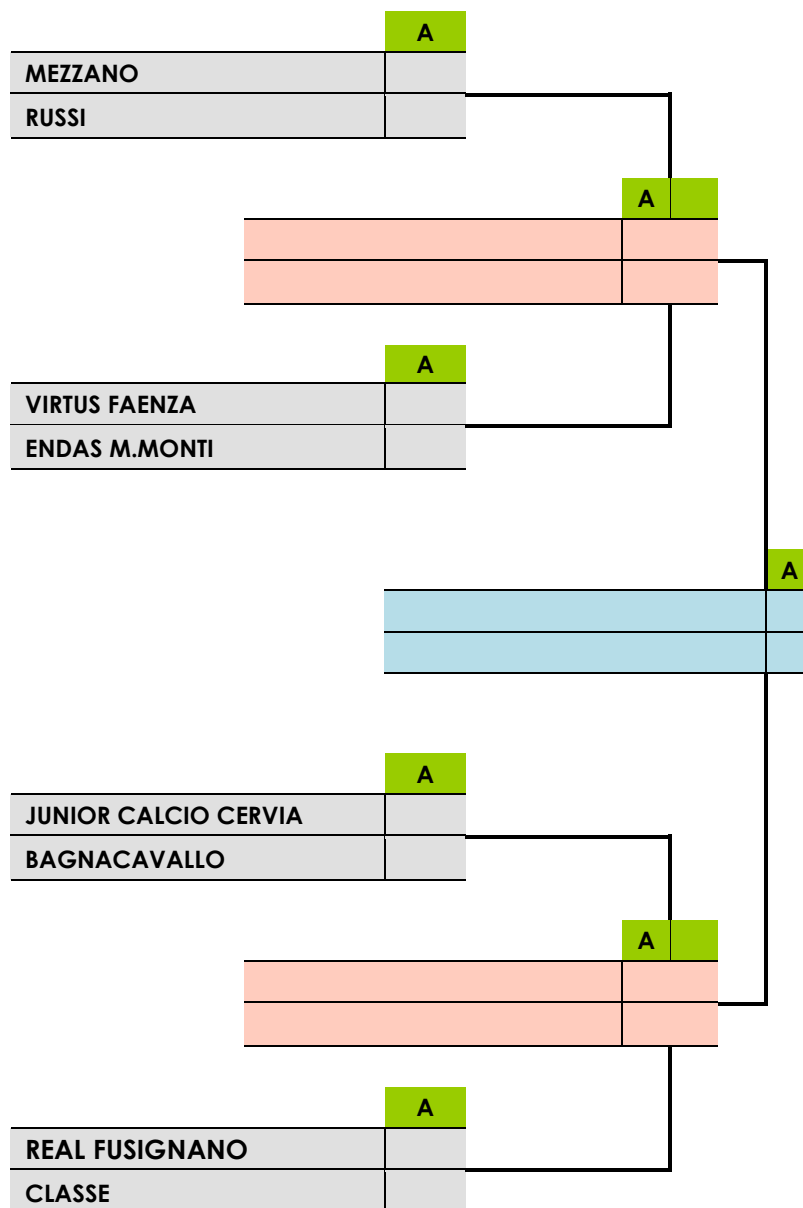 A
MEZZANO
RUSSI
A
A
VIRTUS FAENZA
ENDAS M.MONTI
A
A
JUNIOR CALCIO CERVIA
BAGNACAVALLO
A
A
REAL FUSIGNANO
CLASSE